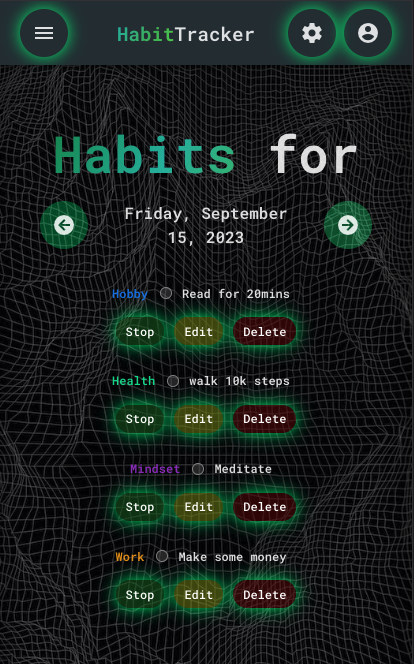 HabitTracker
Habits for
Friday, September
15, 2023
Hobby Read for 20mins
Stop Edit Delete
Health walk 10k steps
Stop Edit Delete
Mindset Meditate
Stop Edit Delete
Work Make some money
Stop Edit Delete